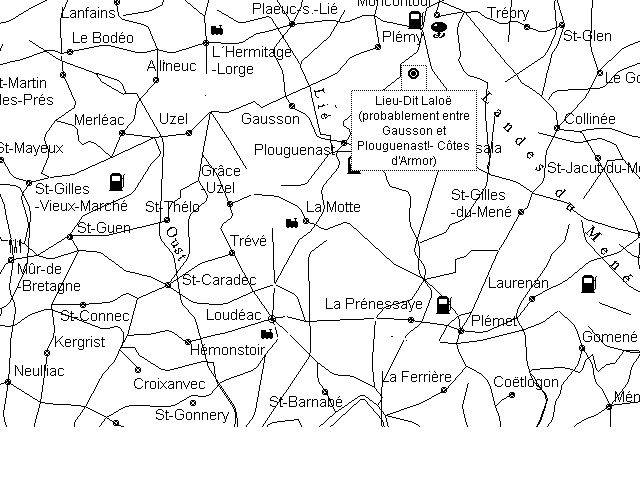 Lanfains
Plaeuc-s.-Lié
Moncontour
Trébry
St-Glen
Le Bodéo
L'Hermitage
-Lorge
Plémy
Allineuc
St-Martin
des-Prés
Le Go
Lieu-Dit Laloë
(probablement entre
Gausson et
Plouguenastl- Côtes
d'Armor)
Lié
Landes du Mené
Merléac
Uzel
Gausson
Collinée
St-Mayeux
Plouguenast
sala
Grâce
-Uzel
St-Jacut-du-Me
St-Gilles
-Vieux-Marché
St-Thélo
La Motte
St-Gilles
-du-Mené
St-Guen
Oust
Trévé
Mûr-de
-Bretagne
St-Caradec
Laurenan
St-Connec
Loudéac
La Prénessaye
Plémet
Kergrist
Hémonstoir
Gomené
Neulliac
Croixanvec
La Ferrière
Coëtlogon
St-Gonnery
St-Barnabé
Mén